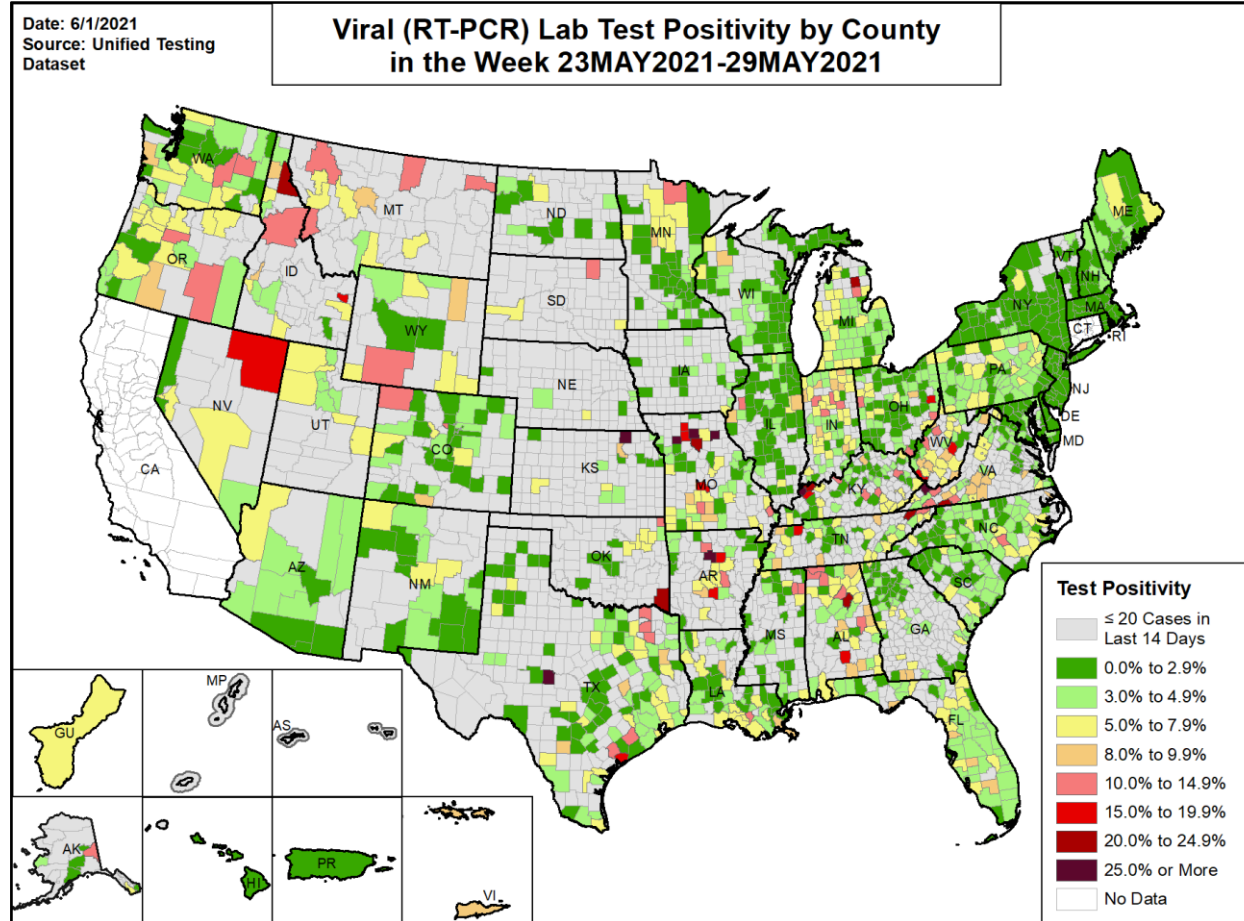 Date: 6/1/2021
Source: Unified Testing
Dataset
Viral (RT-PCR) Lab Test Positivity by County
in the Week 23MAY2021-29MAY2021
WA
MT
ND
MN
ME
OR
ID
SD
WI
MI
VT
NH
NY
MA
CT
RI
WY
NE
IA
PA
NJ
NV
UT
CO
KS
IL
IN
OH
DE
MD
CA
MO
WV
KY
VA
AZ
NM
OK
AR
TN
NC
SC
TX
MS
AL
GA
LA
FL
GU
MP
AS
AK
HI
PR
VI
Test Positivity
≤ 20 Cases in
Last 14 Days
0.0% to 2.9%
3.0% to 4.9%
5.0% to 7.9%
8.0% to 9.9%
10.0% to 14.9%
15.0% to 19.9%
20.0% to 24.9%
25.0% or More
No Data